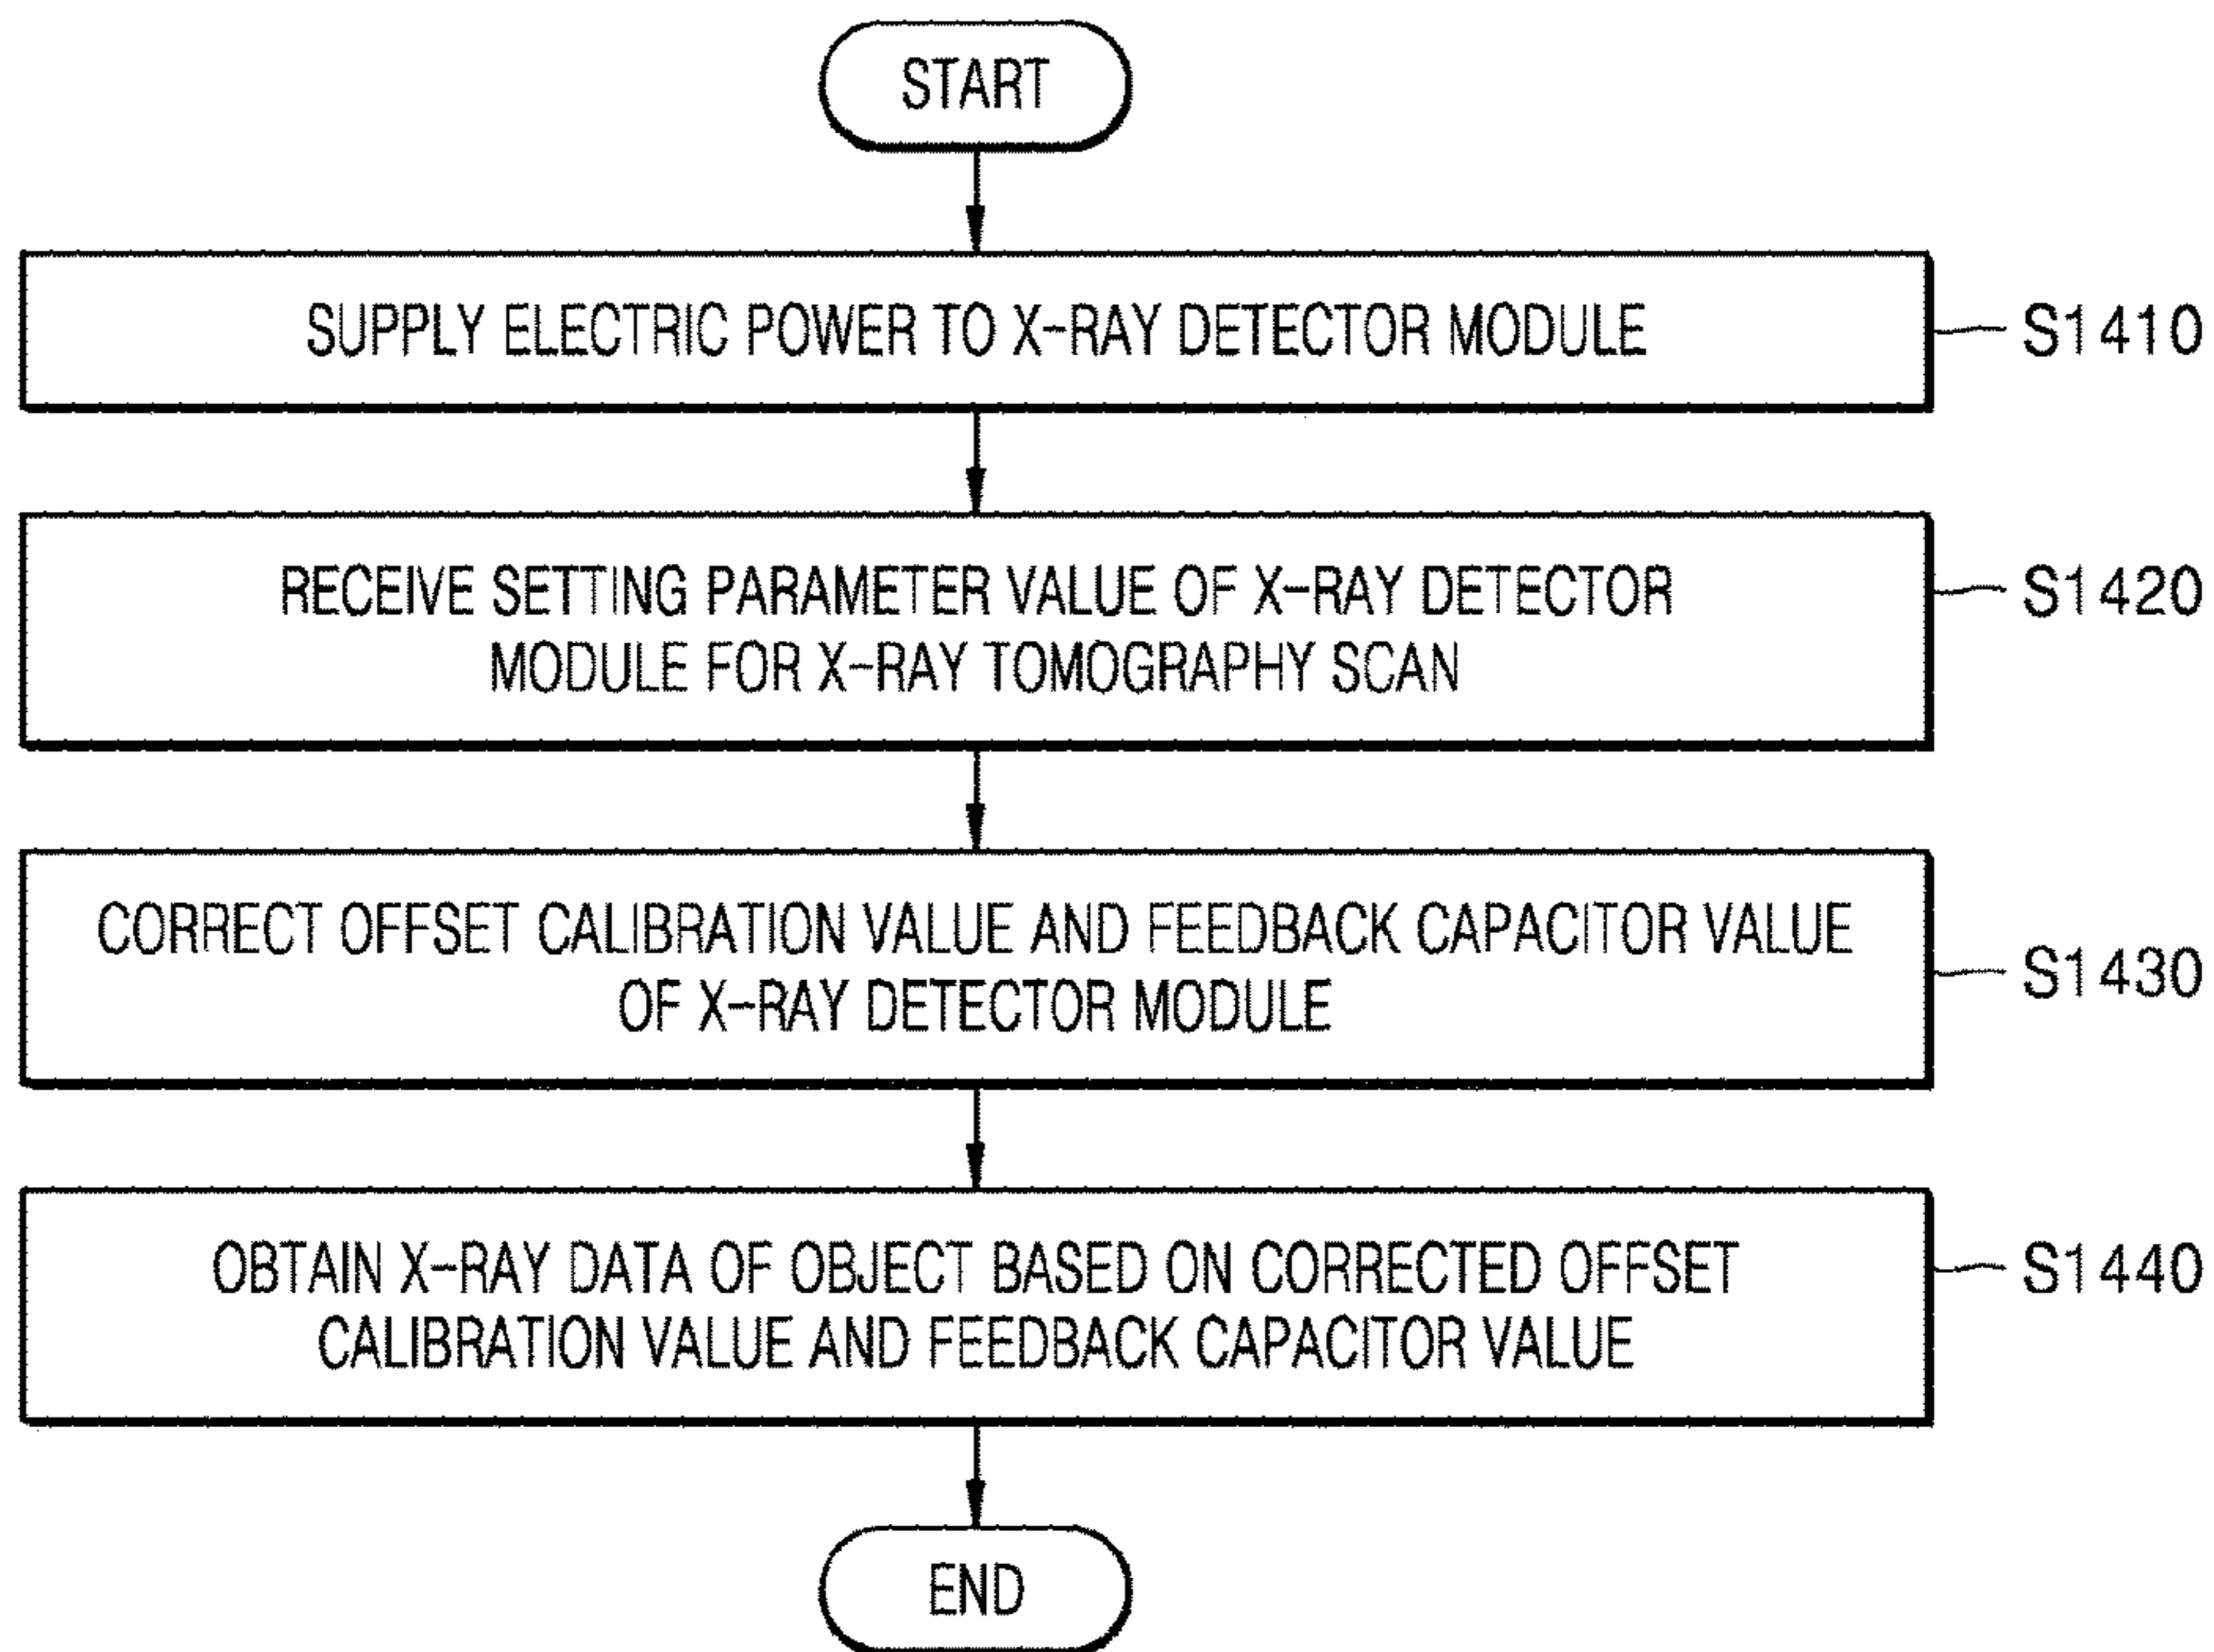 START
SUPPLY ELECTRIC POWER TO X-RAY DETECTOR MODULE
S1410
RECEIVE SETTING PARAMETER VALUE OF X-RAY DETECTOR
MODULE FOR X-RAY TOMOGRAPHY SCAN
S1420
CORRECT OFFSET CALIBRATION VALUE AND FEEDBACK CAPACITOR VALUE
OF X-RAY DETECTOR MODULE
S1430
OBTAIN X-RAY DATA OF OBJECT BASED ON CORRECTED OFFSET
CALIBRATION VALUE AND FEEDBACK CAPACITOR VALUE
S1440
END